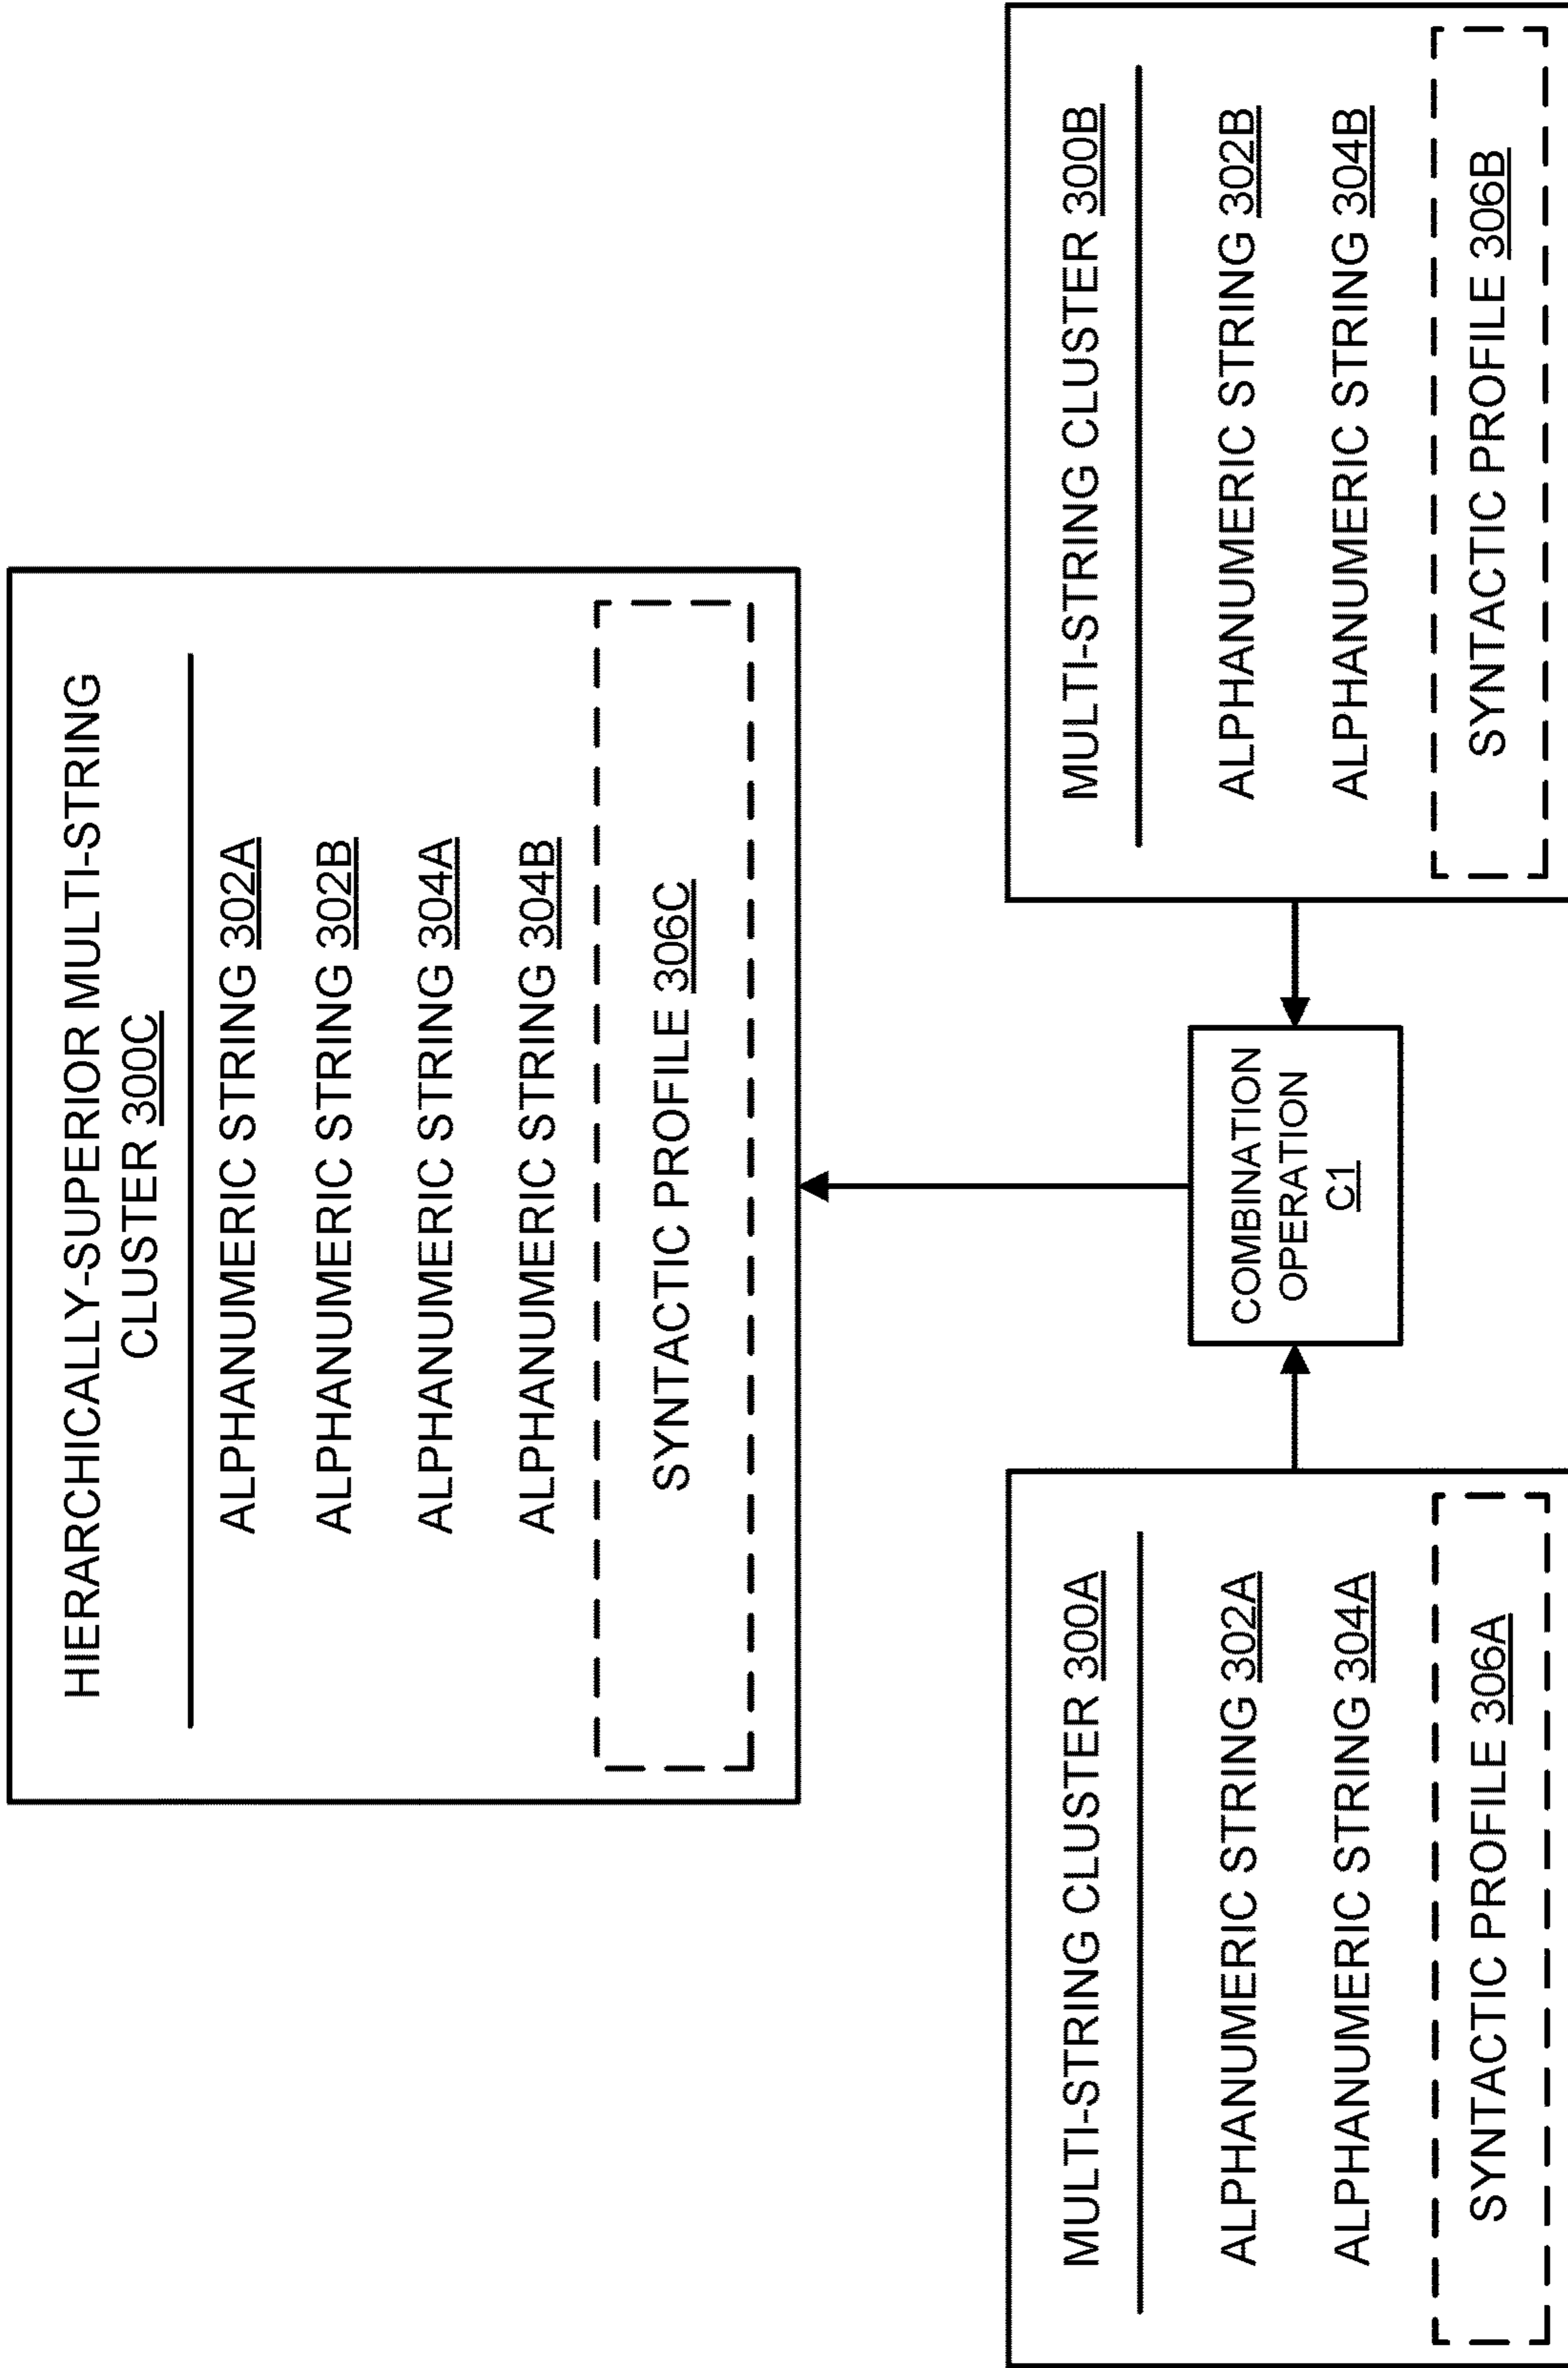 HIERARCHICALLY-SUPERIOR MULTI-STRING
CLUSTER 300C
ALPHANUMERIC STRING 302A
ALPHANUMERIC STRING 302B
ALPHANUMERIC STRING 304A
ALPHANUMERIC STRING 304B
SYNTACTIC PROFILE 306C
MULTI-STRING CLUSTER 300A
ALPHANUMERIC STRING 302A
ALPHANUMERIC STRING 304A
SYNTACTIC PROFILE 306A
COMBINATION
OPERATION
C1
MULTI-STRING CLUSTER 300B
ALPHANUMERIC STRING 302B
ALPHANUMERIC STRING 304B
SYNTACTIC PROFILE 306B